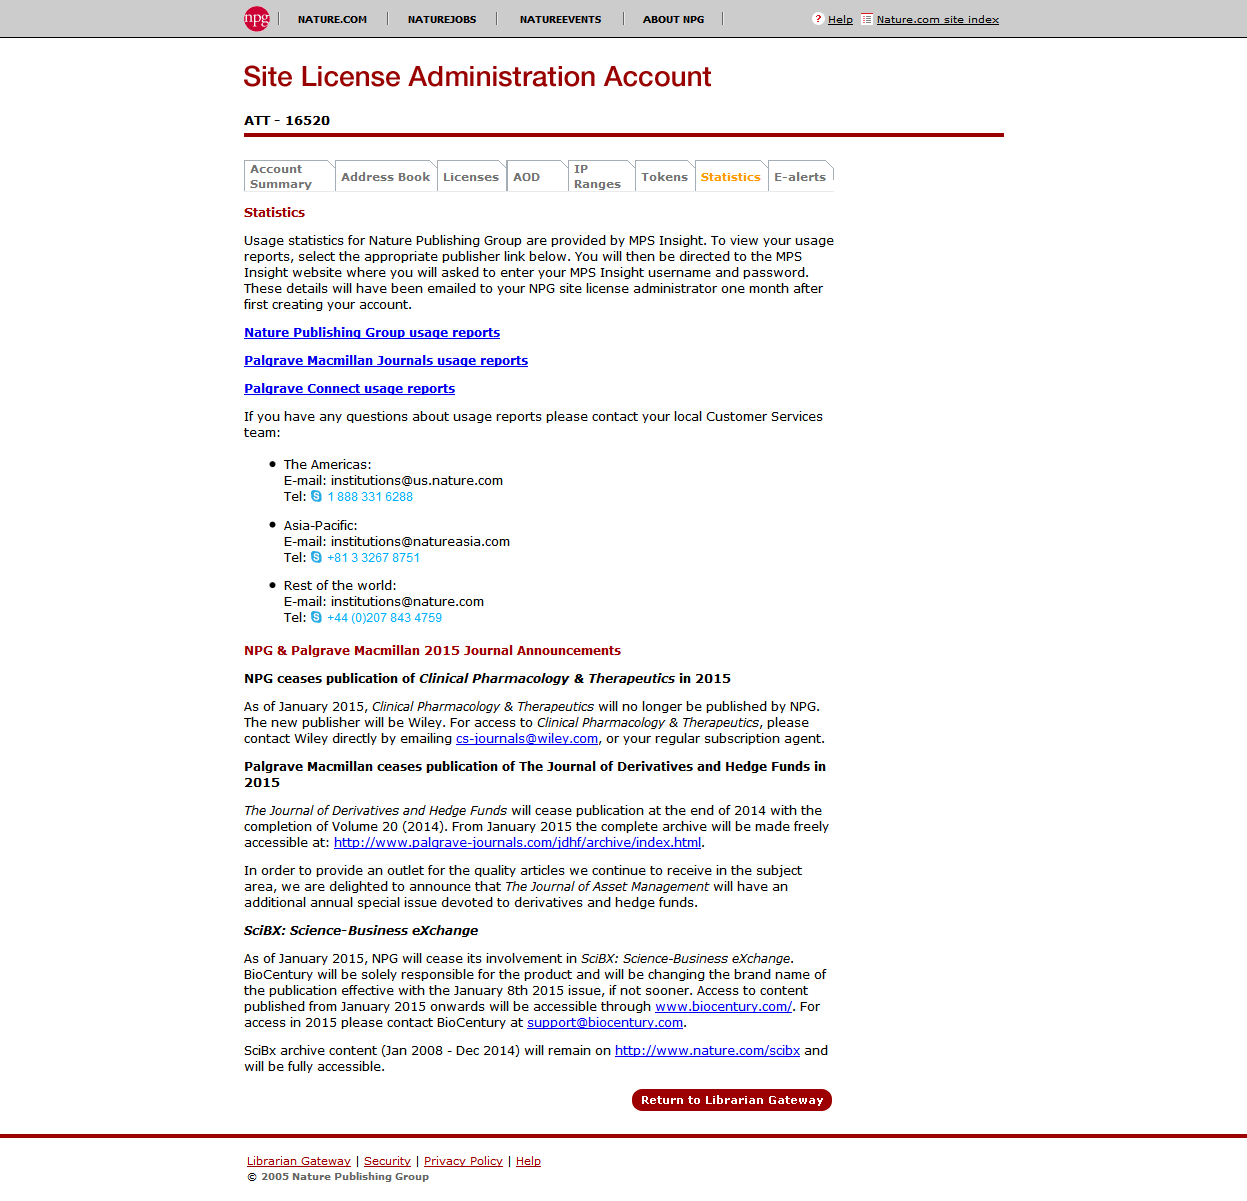 npg
NATURE.COM
NATUREJOBS
NATUREEVENTS
ABOUT NPG
? Help
Nature.com site index
Site License Administration Account
ATT - 16520
Account Summary
Address Book
Licenses
AOD
IP Ranges
Tokens
Statistics
E-alerts
Statistics
Usage statistics for Nature Publishing Group are provided by MPS Insight. To view your usage
reports, select the appropriate publisher link below. You will then be directed to the MPS
Insight website where you will asked to enter your MPS Insight username and password.
These details will have been emailed to your NPG site license administrator one month after
first creating your account.
Nature Publishing Group usage reports
Palgrave Macmillan Journals usage reports
Palgrave Connect usage reports
If you have any questions about usage reports please contact your local Customer Services
team:
• The Americas:
E-mail: institutions@us.nature.com
Tel: 1 888 331 6288
• Asia-Pacific:
E-mail: institutions@natureasia.com
Tel: +81 3 3267 8751
• Rest of the world:
E-mail: institutions@nature.com
Tel: +44 (0)207 843 4759
NPG & Palgrave Macmillan 2015 Journal Announcements
NPG ceases publication of Clinical Pharmacology & Therapeutics in 2015
As of January 2015, Clinical Pharmacology & Therapeutics will no longer be published by NPG.
The new publisher will be Wiley. For access to Clinical Pharmacology & Therapeutics, please
contact Wiley directly by emailing cs-journals@wiley.com, or your regular subscription agent.
Palgrave Macmillan ceases publication of The Journal of Derivatives and Hedge Funds in
2015
The Journal of Derivatives and Hedge Funds will cease publication at the end of 2014 with the
completion of Volume 20 (2014). From January 2015 the complete archive will be made freely
accessible at: http://www.palgrave-journals.com/jdhf/archive/index.html.
In order to provide an outlet for the quality articles we continue to receive in the subject
area, we are delighted to announce that The Journal of Asset Management will have an
additional annual special issue devoted to derivatives and hedge funds.
SciBX: Science-Business eXchange
As of January 2015, NPG will cease its involvement in SciBX: Science-Business eXchange.
BioCentury will be solely responsible for the product and will be changing the brand name of
the publication effective with the January 8th 2015 issue, if not sooner. Access to content
published from January 2015 onwards will be accessible through www.biocentury.com/. For
access in 2015 please contact BioCentury at support@biocentury.com.
SciBx archive content (Jan 2008 - Dec 2014) will remain on http://www.nature.com/scibx and
will be fully accessible.
Return to Librarian Gateway
Librarian Gateway | Security | Privacy Policy | Help
© 2005 Nature Publishing Group